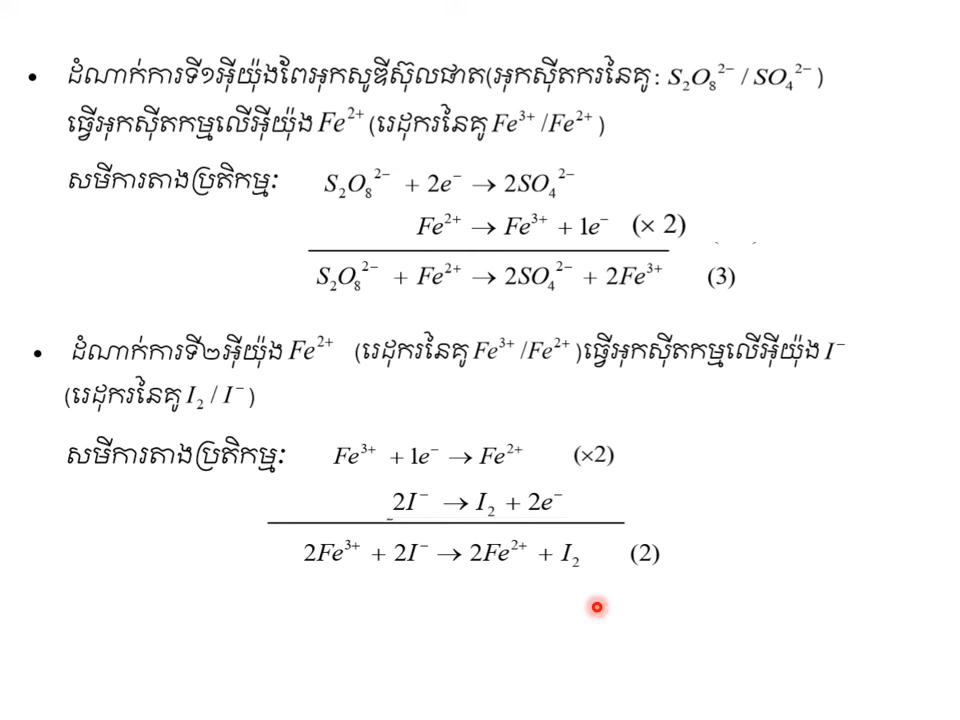 • ដំណាក់ការទី១អ៊ីយ៉ុងពែអុកសូឌីស៊ុលផាត(អុកស៊ីតករនៃគូ: S₂O₈²⁻ / SO₄²⁻ )
ធ្វើអុកស៊ីតកម្មលើអ៊ីយ៉ុង Fe²⁺ (រេដុករនៃគូ Fe³⁺ /Fe²⁺ )
សមីការតាងប្រតិកម្ម: S₂O₈²⁻ + 2e⁻ → 2SO₄²⁻
Fe²⁺ → Fe³⁺ + 1e⁻ (× 2)
S₂O₈²⁻ + Fe²⁺ → 2SO₄²⁻ + 2Fe³⁺ (3)
• ដំណាក់ការទី២អ៊ីយ៉ុង Fe²⁺ (រេដុករនៃគូ Fe³⁺ /Fe²⁺ )ធ្វើអុកស៊ីតកម្មលើអ៊ីយ៉ុង I⁻
(រេដុករនៃគូ I₂ / I⁻ )
សមីការតាងប្រតិកម្ម: Fe³⁺ + 1e⁻ → Fe²⁺ (×2)
2I⁻ → I₂ + 2e⁻
2Fe³⁺ + 2I⁻ → 2Fe²⁺ + I₂ (2)